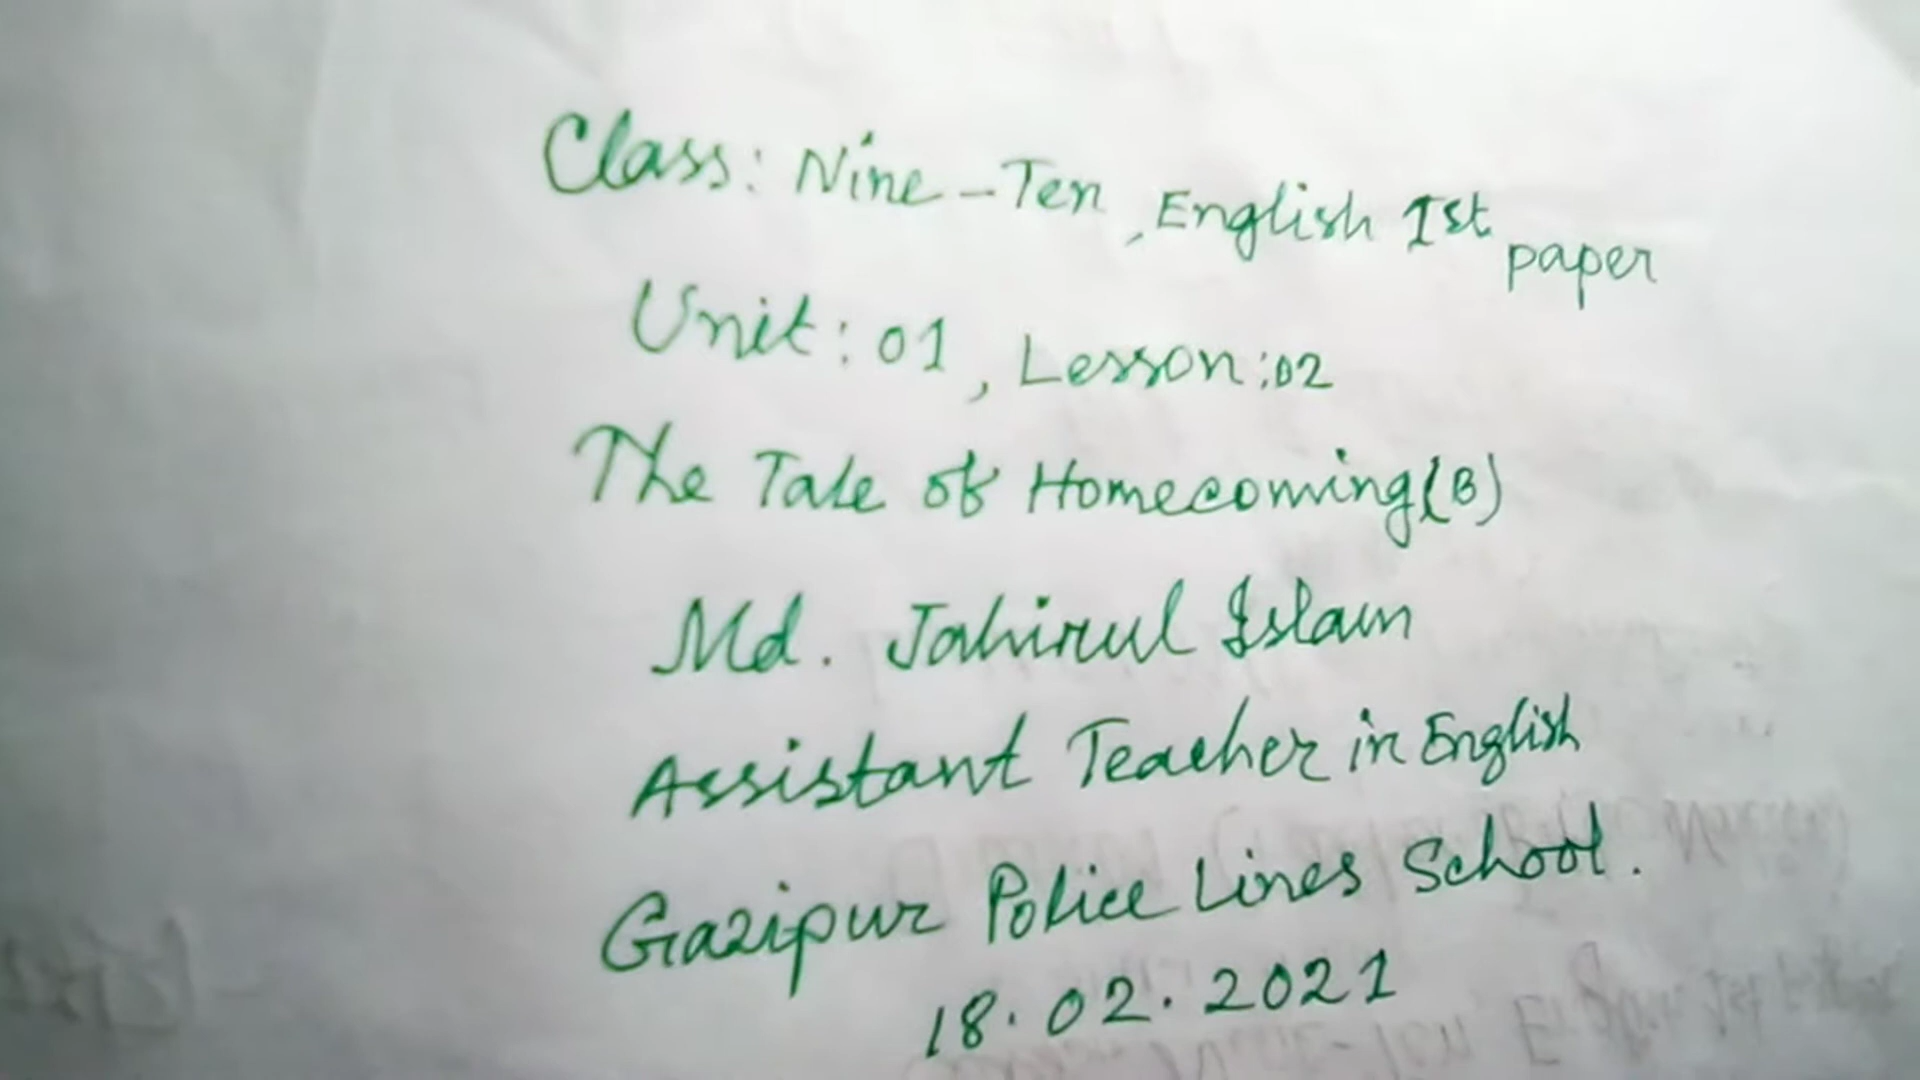 Class: Nine-Ten, English 1st paper
Unit: 01, Lesson:02
The Tale of Homecoming(B)
Md. Jahirul Islam
Assistant Teacher in English
Gazipur Police Lines School.
18.02.2021